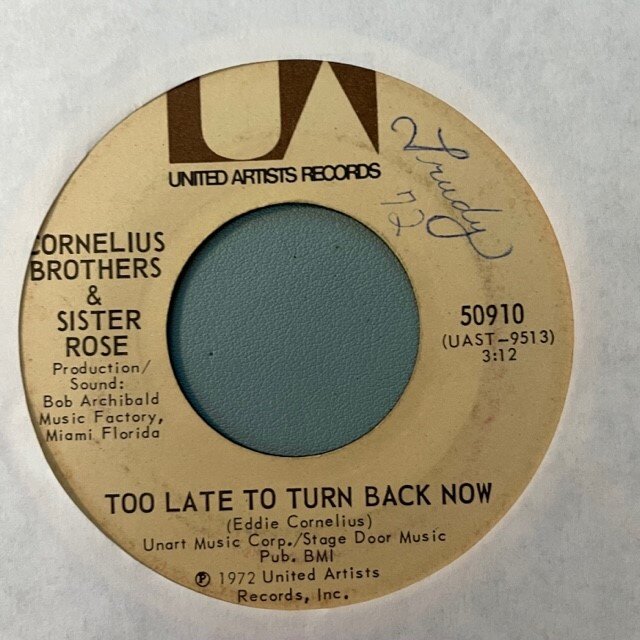 UA
UNITED ARTISTS RECORDS
Trudy
72
CORNELIUS
BROTHERS
&
SISTER
ROSE
Production/
Sound:
Bob Archibald
Music Factory,
Miami Florida
50910
(UAST-9513)
3:12
TOO LATE TO TURN BACK NOW
(Eddie Cornelius)
Unart Music Corp./Stage Door Music
Pub. BMI
Ⓟ 1972 United Artists
Records, Inc.